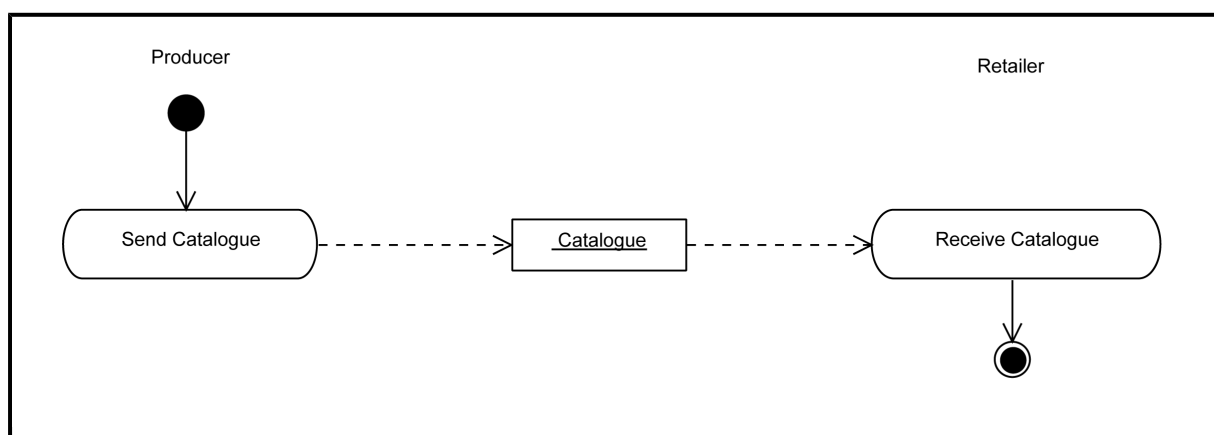 Producer
Retailer
Send Catalogue
Catalogue
Receive Catalogue